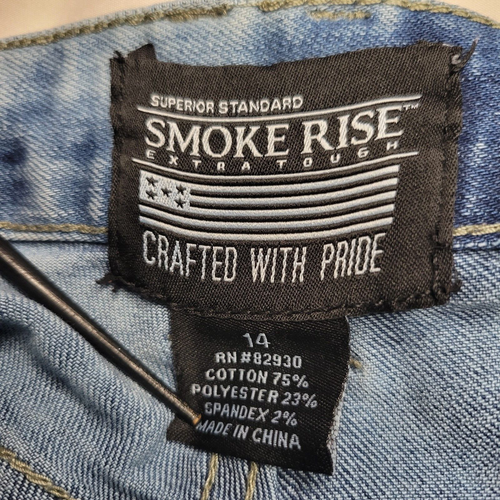 SUPERIOR STANDARD
SMOKE RISE™
EXTRA TOUGH
CRAFTED WITH PRIDE
14
RN#82930
COTTON 75%
POLYESTER 23%
SPANDEX 2%
MADE IN CHINA